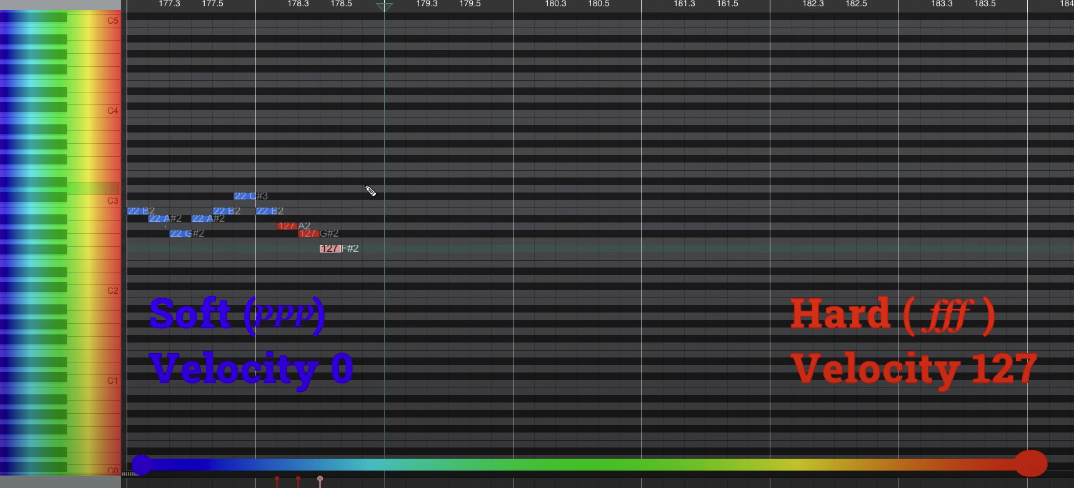 177.3 177.5 178.3 178.5 179.3 179.5 180.3 180.5 181.3 181.5 182.3 182.5 183.3 183.5 184
C5
C4
22 C#3
C3
22 B2 22 B2 22 B2
22 A#2 22 A#2
127 A2
22 G#2 127 G#2
127 F#2
C2
Soft (ppp) Hard ( fff )
Velocity 0 Velocity 127
C1
C0